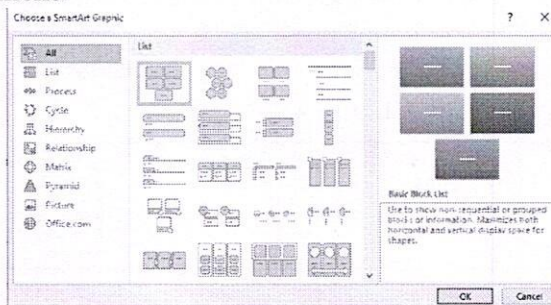 Choose a SmartArt Graphic
? X
All
List
Process
Cycle
Hierarchy
Relationship
Matrix
Pyramid
Picture
Office.com
List
Basic Block List
Use to show non-sequential or grouped
blocks of information. Maximizes both
horizontal and vertical display space for
shapes.
OK
Cancel